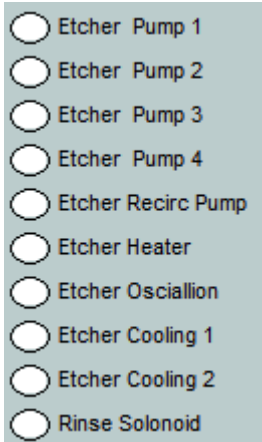 Etcher  Pump 1
Etcher  Pump 2
Etcher  Pump 3
Etcher  Pump 4
Etcher Recirc Pump
Etcher Heater
Etcher Osciallion
Etcher Cooling 1
Etcher Cooling 2
Rinse Solonoid